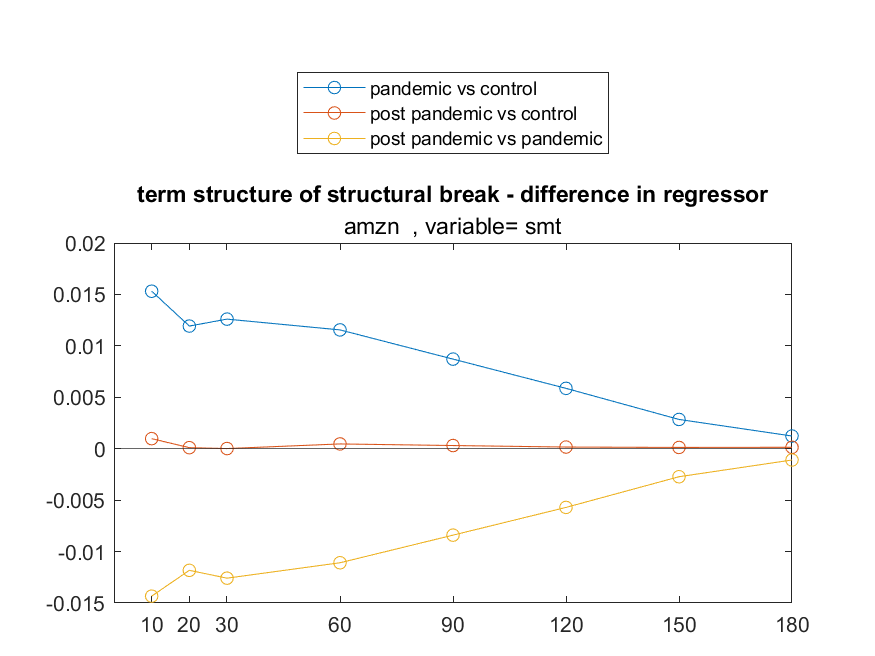 pandemic vs control
post pandemic vs control
post pandemic vs pandemic
term structure of structural break - difference in regressor
amzn  , variable= smt
0.02
0.015
0.01
0.005
0
-0.005
-0.01
-0.015
10 20 30 60 90 120 150 180